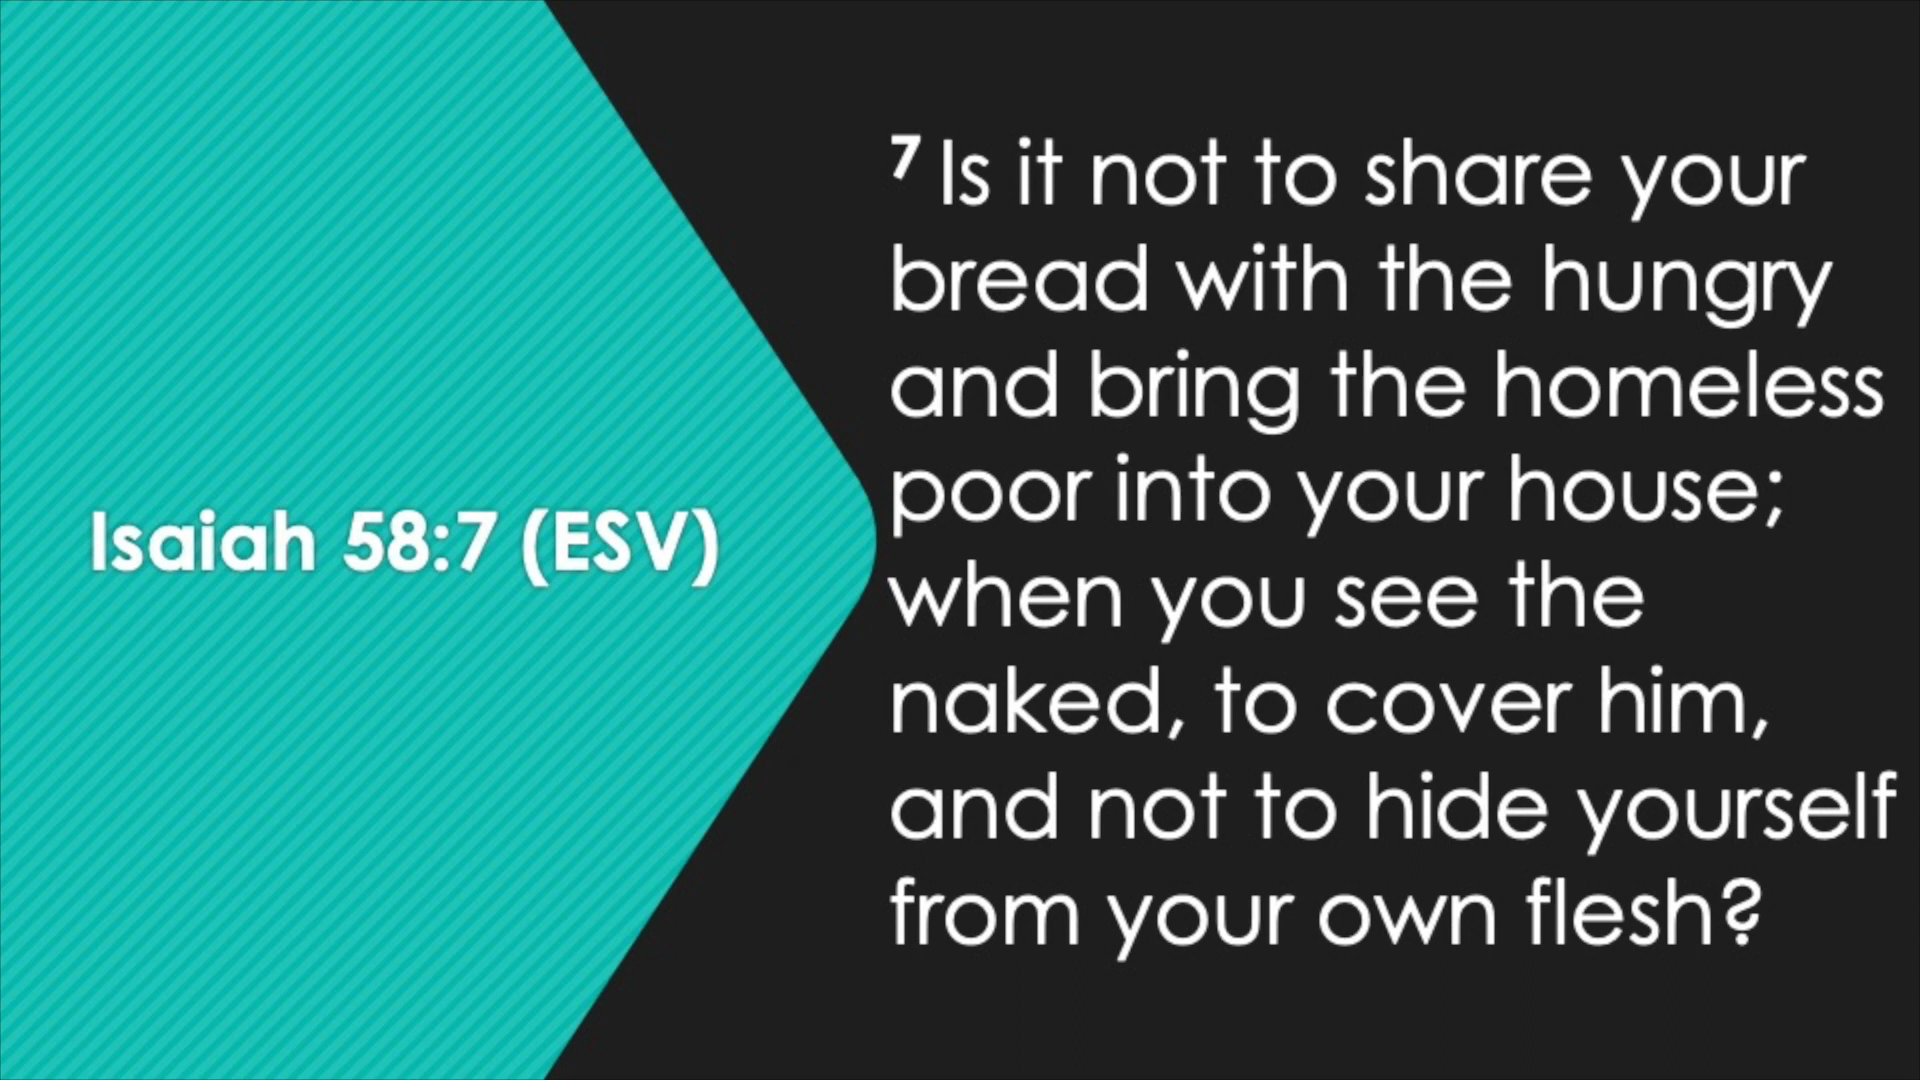 Isaiah 58:7 (ESV)
7 Is it not to share your
bread with the hungry
and bring the homeless
poor into your house;
when you see the
naked, to cover him,
and not to hide yourself
from your own flesh?